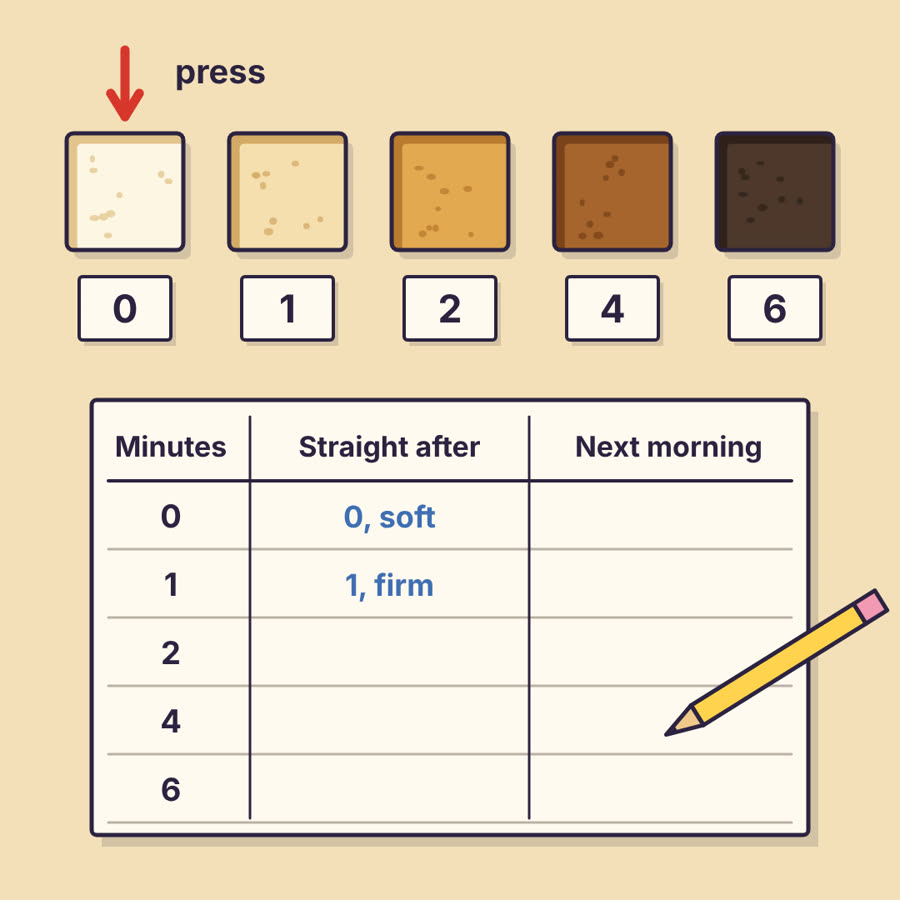 press
0 1 2 4 6
Minutes Straight after Next morning
0 0, soft
1 1, firm
2
4
6